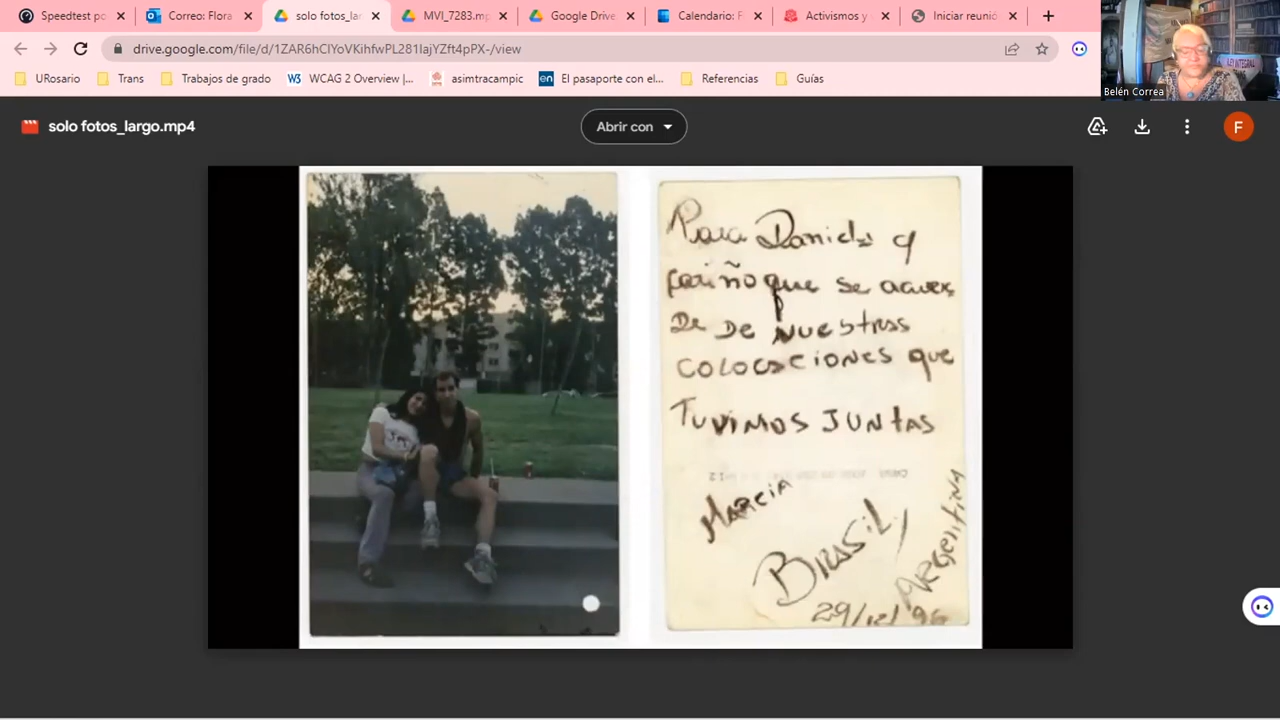 Speedtest po
Correo: Flora
solo fotos_lar
MVI_7283.mp
Google Drive
Calendario: F
Activismos y v
Iniciar reunió
drive.google.com/file/d/1ZAR6hClYoVKihfwPL281IajYZft4pPX-/view
URosario
Trans
Trabajos de grado
WCAG 2 Overview |...
asimtracampic
El pasaporte con el...
Referencias
Guías
Belén Correa
solo fotos_largo.mp4
Abrir con
F
Para Daniela y
cariño que se acuer
De De NUEStras
COLOCaCIONES que
TUVIMOS JUNtas
MARCIA
BRASIL/
ARGENtiNA
29/12/96